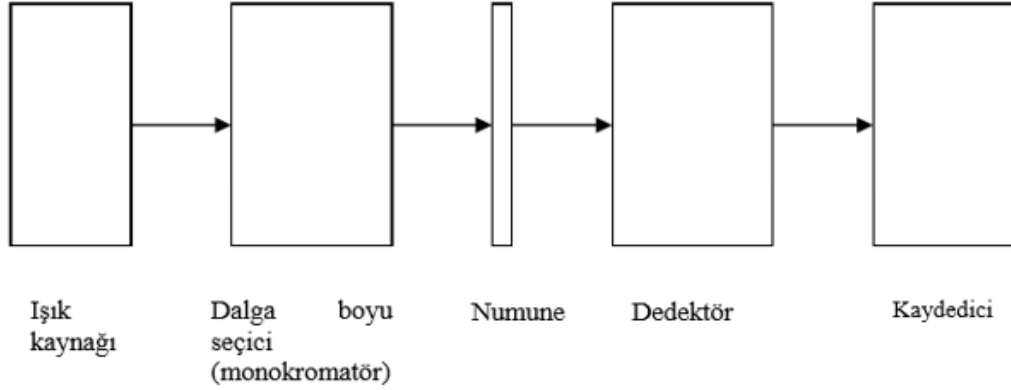 Işık
kaynağı
Dalga boyu
seçici
(monokromatör)
Numune
Dedektör
Kaydedici